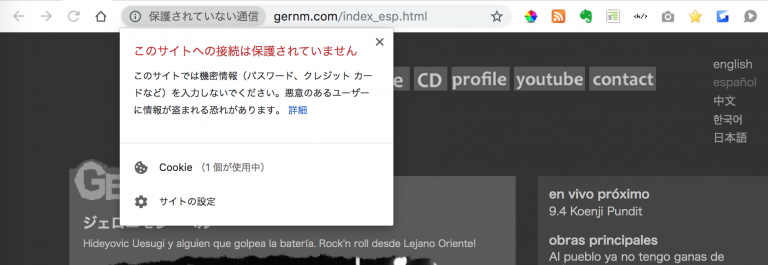 保護されていない通信
gernm.com/index_esp.html
このサイトへの接続は保護されていません
このサイトでは機密情報（パスワード、クレジット カー
ドなど）を入力しないでください。悪意のあるユーザー
に情報が盗まれる恐れがあります。 詳細
Cookie （1 個が使用中）
サイトの設定
CD profile youtube contact
english
español
中文
한국어
日本語
Hideyovic Uesugi y alguien que golpea la batería. Rock'n roll desde Lejano Oriente!
en vivo próximo
9.4 Koenji Pundit
obras principales
Al pueblo ya no tengo ganas de